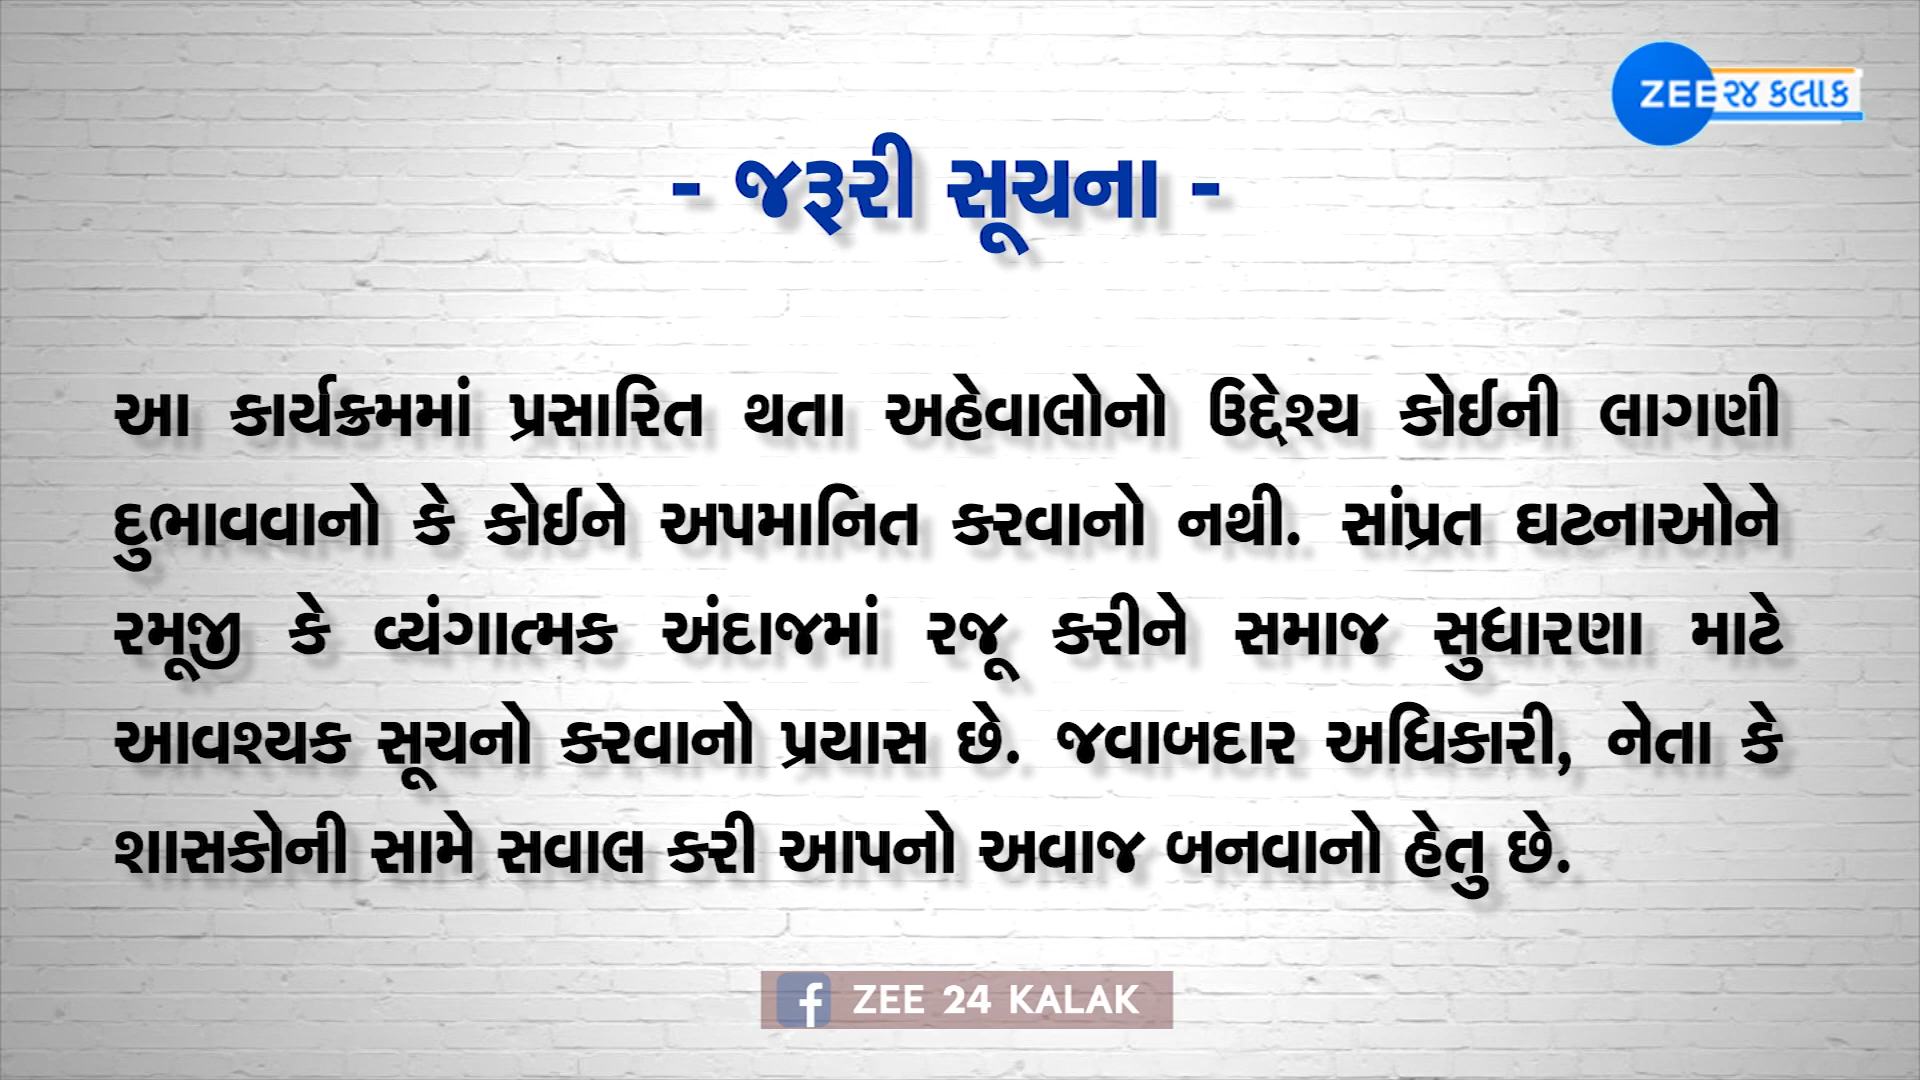 ZEE ૨૪ કલાક
- જરૂરી સૂચના -
આ કાર્યક્રમમાં પ્રસારિત થતા અહેવાલોનો ઉદ્દેશ્ય કોઈની લાગણી
દુભાવવાનો કે કોઈને અપમાનિત કરવાનો નથી. સાંપ્રત ઘટનાઓને
રમૂજી કે વ્યંગાત્મક અંદાજમાં રજૂ કરીને સમાજ સુધારણા માટે
આવશ્યક સૂચનો કરવાનો પ્રયાસ છે. જવાબદાર અધિકારી, નેતા કે
શાસકોની સામે સવાલ કરી આપનો અવાજ બનવાનો હેતુ છે.
f ZEE 24 KALAK